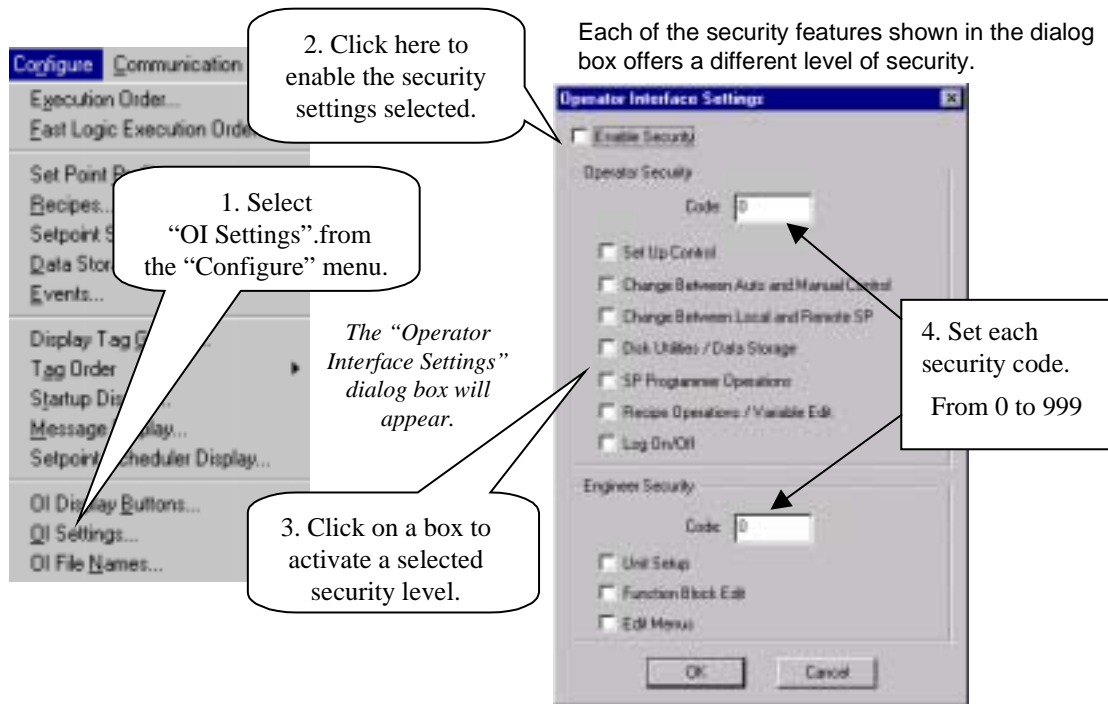 Each of the security features shown in the dialog
box offers a different level of security.
2. Click here to
enable the security
settings selected.
Configure Communication
Execution Order...
Fast Logic Execution Orde
Set Point
Recipes...
Setpoint S
Data Stor
Events...
Display Tag
Tag Order
Startup Dis
Message play...
Setpoint cheduler Display...
OI Display Buttons...
OI Settings...
OI File Names...
1. Select
“OI Settings”.from
the “Configure” menu.
The “Operator
Interface Settings”
dialog box will
appear.
3. Click on a box to
activate a selected
security level.
Operator Interface Settings
Enable Security
Operator Security
Code: 0
Set Up Control
Change Between Auto and Manual Control
Change Between Local and Remote SP
Disk Utilities / Data Storage
SP Programmer Operations
Recipe Operations / Variable Edit
Log On/Off
Engineer Security
Code: 0
Unit Setup
Function Block Edit
Edit Menus
OK Cancel
4. Set each
security code.
From 0 to 999